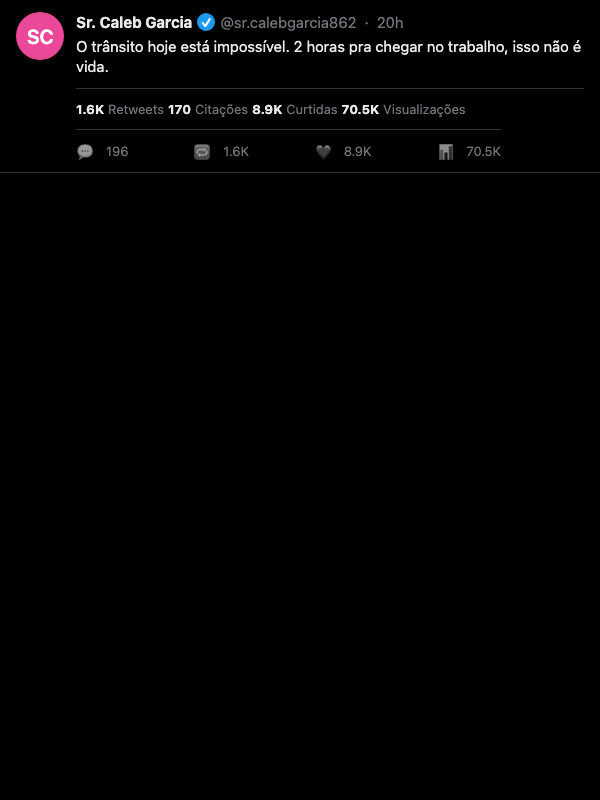 SC
Sr. Caleb Garcia @sr.calebgarcia862 · 20h
O trânsito hoje está impossível. 2 horas pra chegar no trabalho, isso não é
vida.
1.6K Retweets 170 Citações 8.9K Curtidas 70.5K Visualizações
196 1.6K 8.9K 70.5K